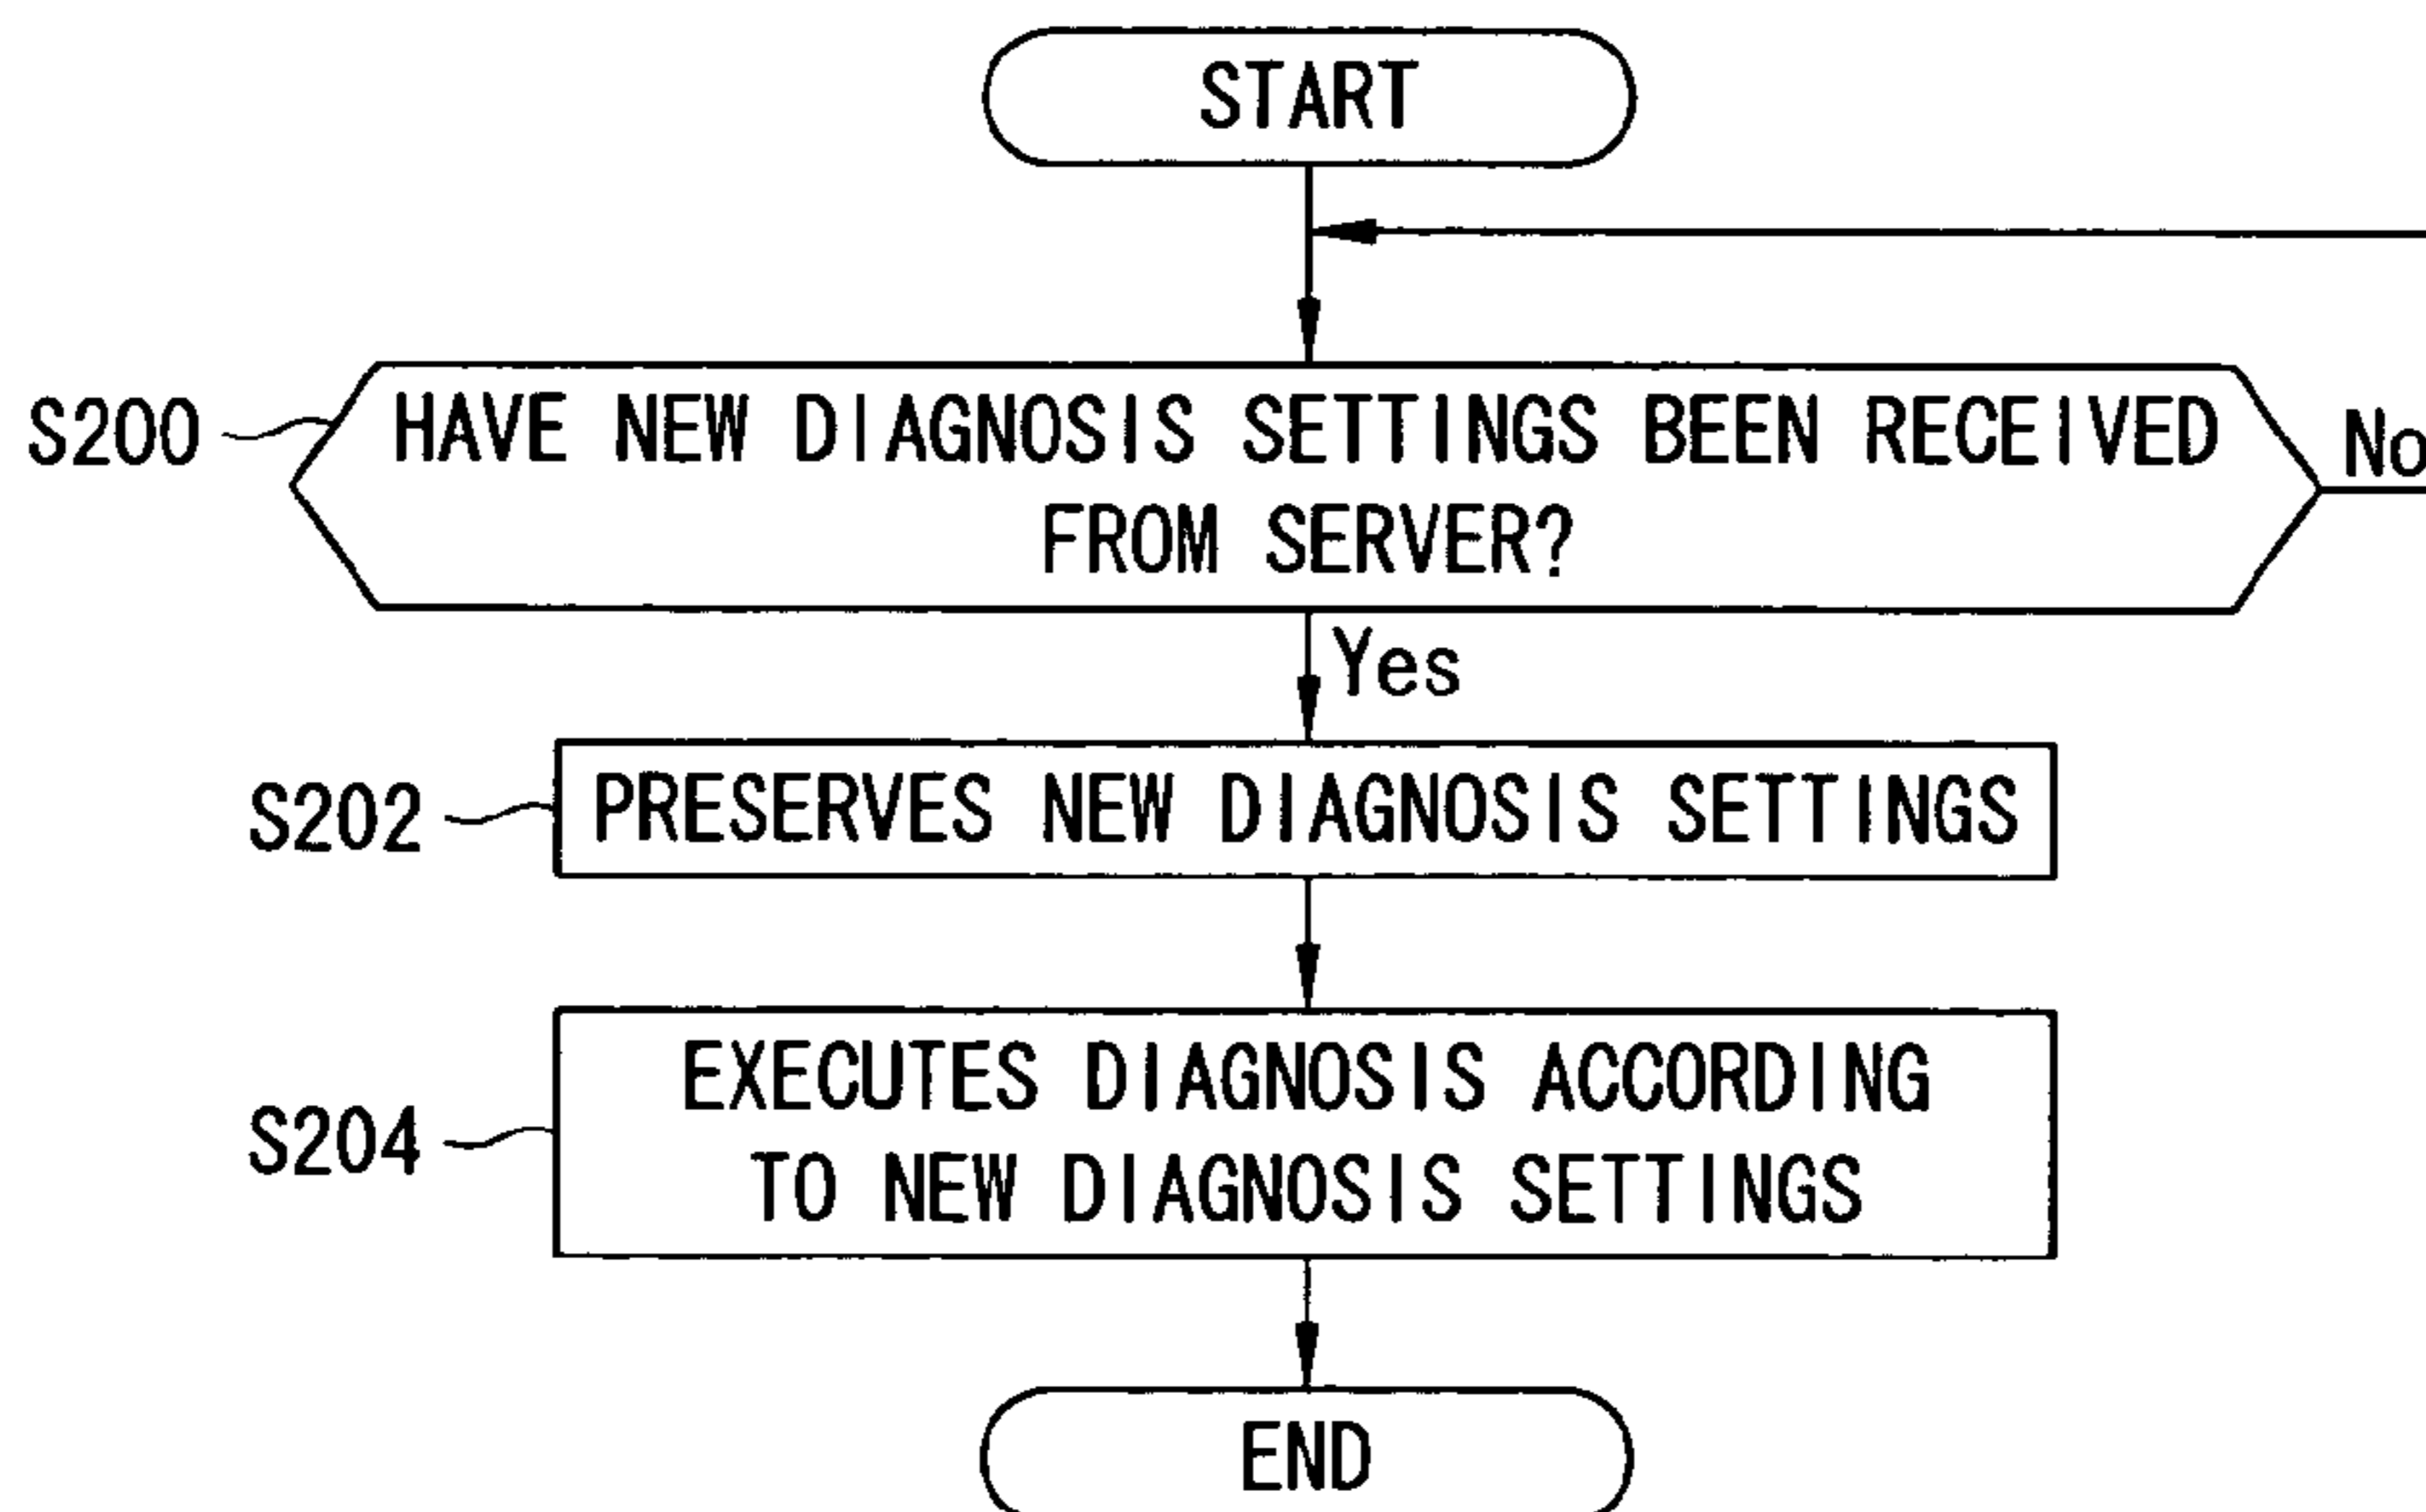 START
S200
HAVE NEW DIAGNOSIS SETTINGS BEEN RECEIVED
FROM SERVER?
No
Yes
S202
PRESERVES NEW DIAGNOSIS SETTINGS
S204
EXECUTES DIAGNOSIS ACCORDING
TO NEW DIAGNOSIS SETTINGS
END